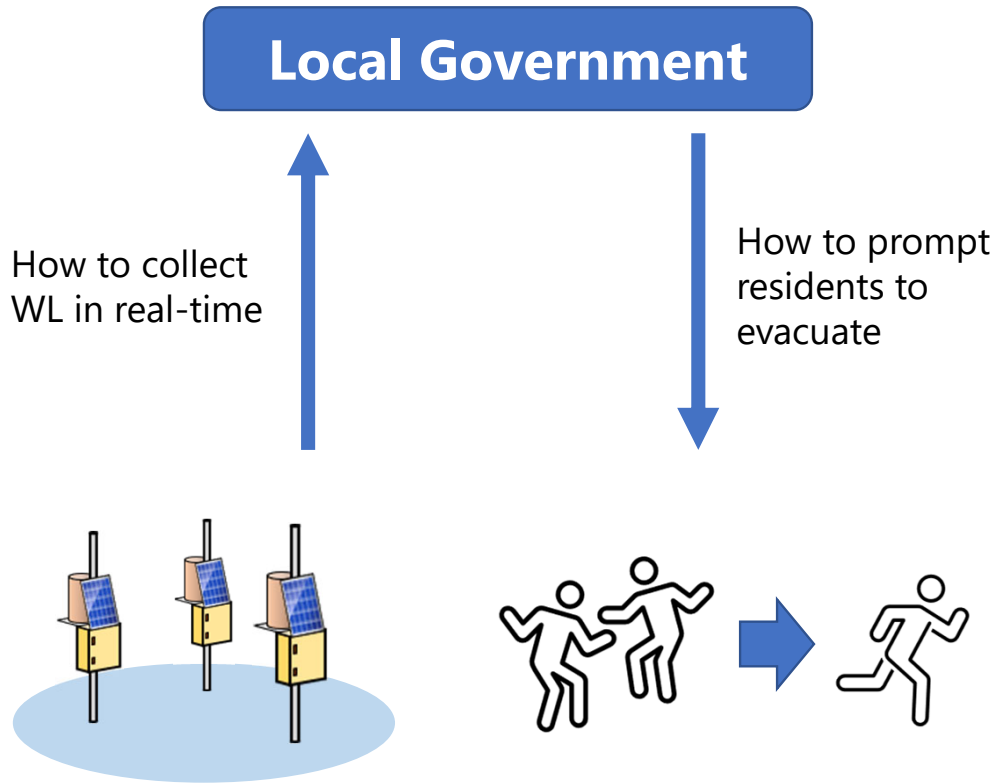 Local Government
How to collect
WL in real-time
How to prompt
residents to
evacuate